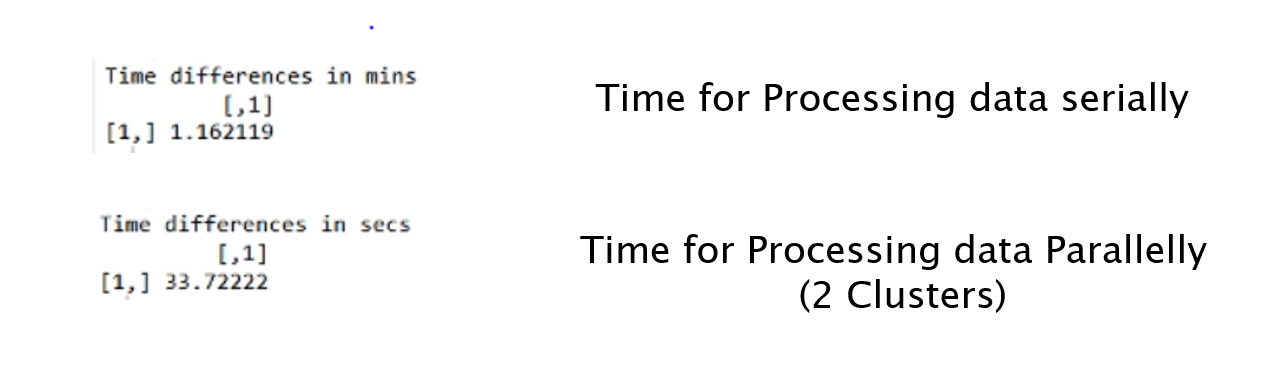 Time differences in mins
[,1]
[1,] 1.162119
Time for Processing data serially
Time differences in secs
[,1]
[1,] 33.72222
Time for Processing data Parallelly
(2 Clusters)